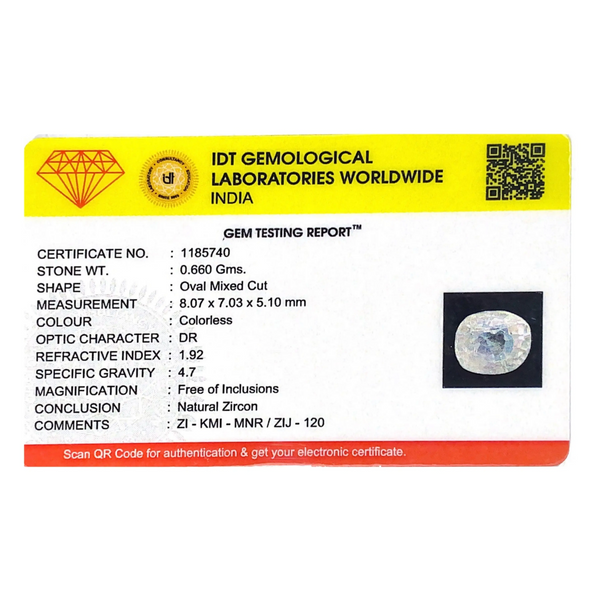 IDT GEMOLOGICAL
LABORATORIES WORLDWIDE
INDIA
GEM TESTING REPORT™
CERTIFICATE NO. : 1185740
STONE WT. : 0.660 Gms.
SHAPE : Oval Mixed Cut
MEASUREMENT : 8.07 x 7.03 x 5.10 mm
COLOUR : Colorless
OPTIC CHARACTER : DR
REFRACTIVE INDEX : 1.92
SPECIFIC GRAVITY : 4.7
MAGNIFICATION : Free of Inclusions
CONCLUSION : Natural Zircon
COMMENTS : ZI - KMI - MNR / ZIJ - 120
Scan QR Code for authentication & get your electronic certificate.